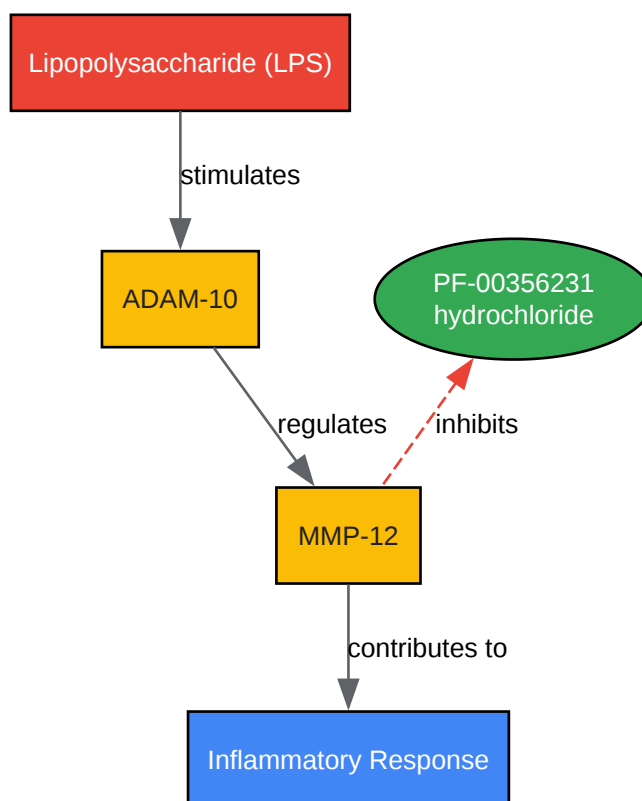 Lipopolysaccharide (LPS)
stimulates
ADAM-10
PF-00356231
hydrochloride
regulates
inhibits
MMP-12
contributes to
Inflammatory Response